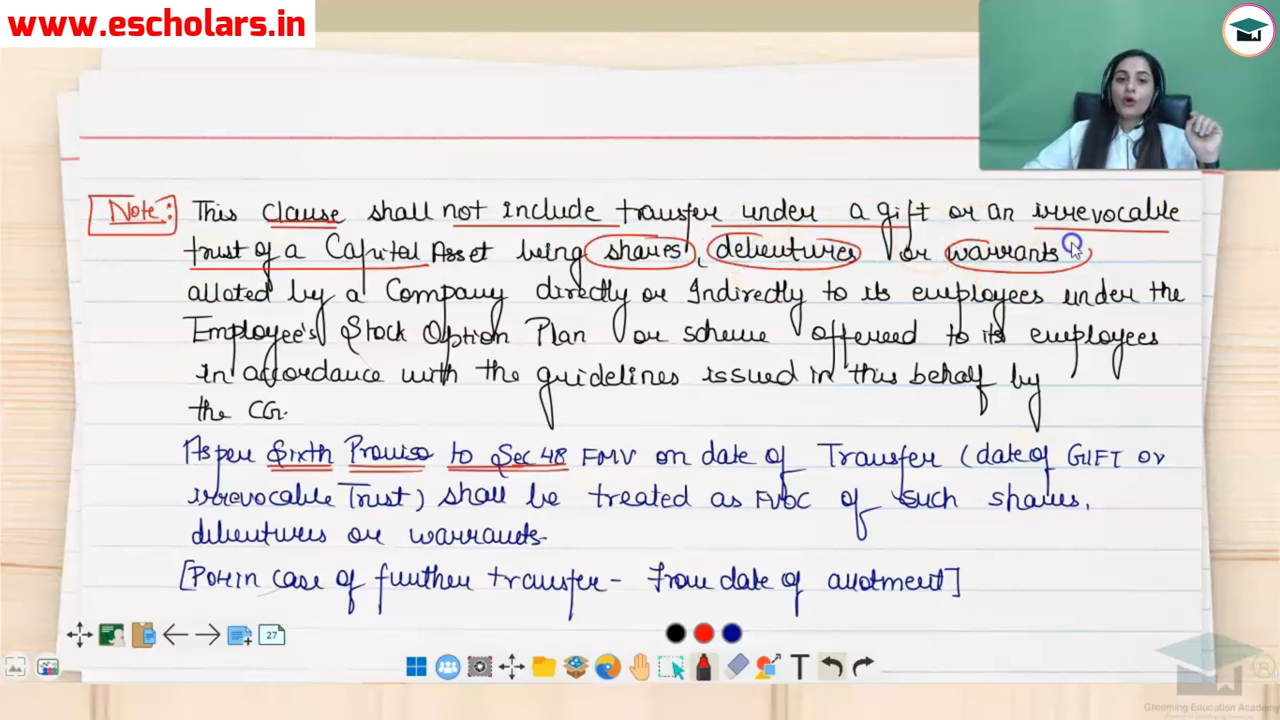 www.escholars.in
Note: This clause shall not include transfer under a gift or an irrevocable
trust of a Capital Asset being shares, debentures or warrants
alloted by a Company directly or Indirectly to its employees under the
Employee's Stock Option Plan or scheme offered to its employees
in accordance with the guidelines issued in this behalf by
the CG.
As per Sixth Proviso to Sec 48 FMV on date of Transfer (date of GIFT or
irrevocable Trust) shall be treated as FVOC of such shares,
debentures or warrants.
[POH in case of further transfer - from date of allotment]
27
T
Grooming Education Academy